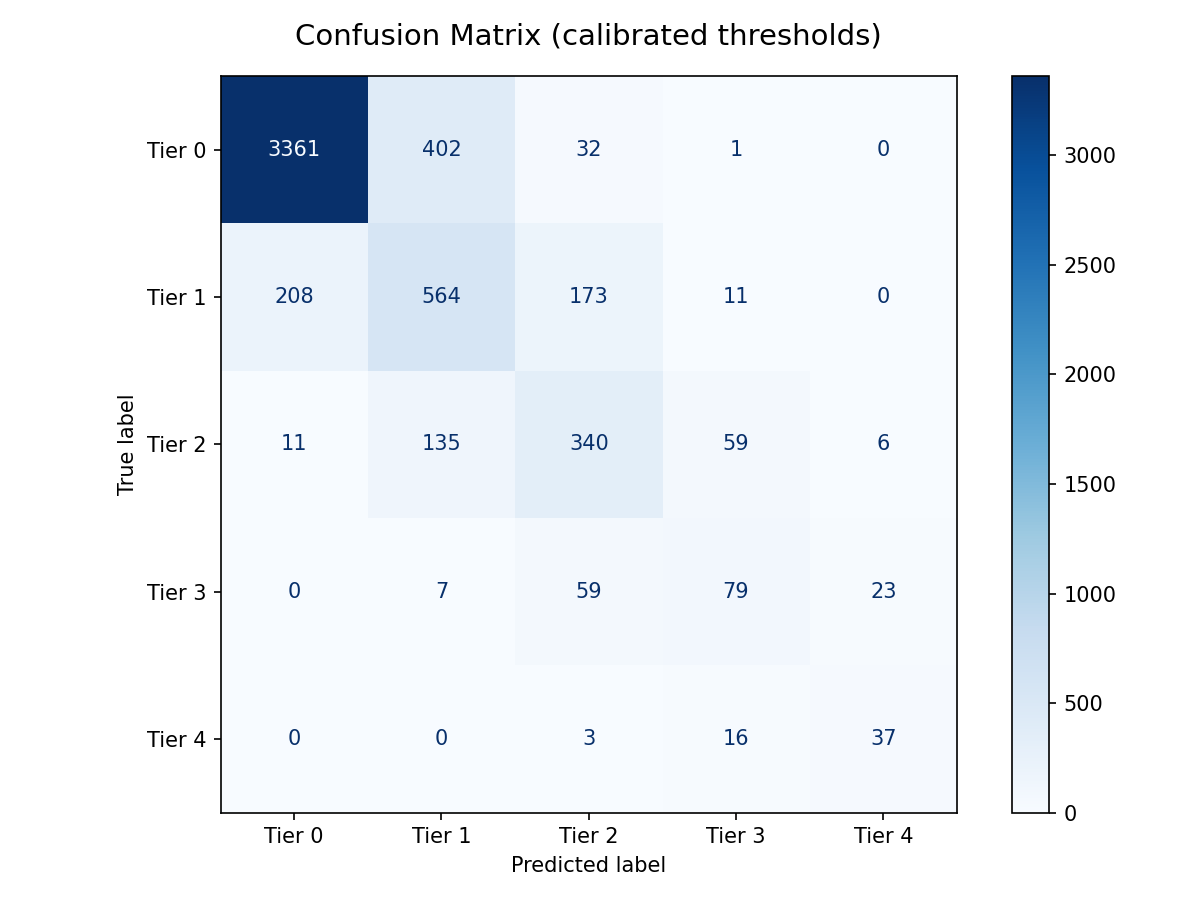 Confusion Matrix (calibrated thresholds)
Tier 0 3361 402 32 1 0
Tier 1 208 564 173 11 0
Tier 2 11 135 340 59 6
Tier 3 0 7 59 79 23
Tier 4 0 0 3 16 37
Tier 0 Tier 1 Tier 2 Tier 3 Tier 4
Predicted label
True label
3000
2500
2000
1500
1000
500
0